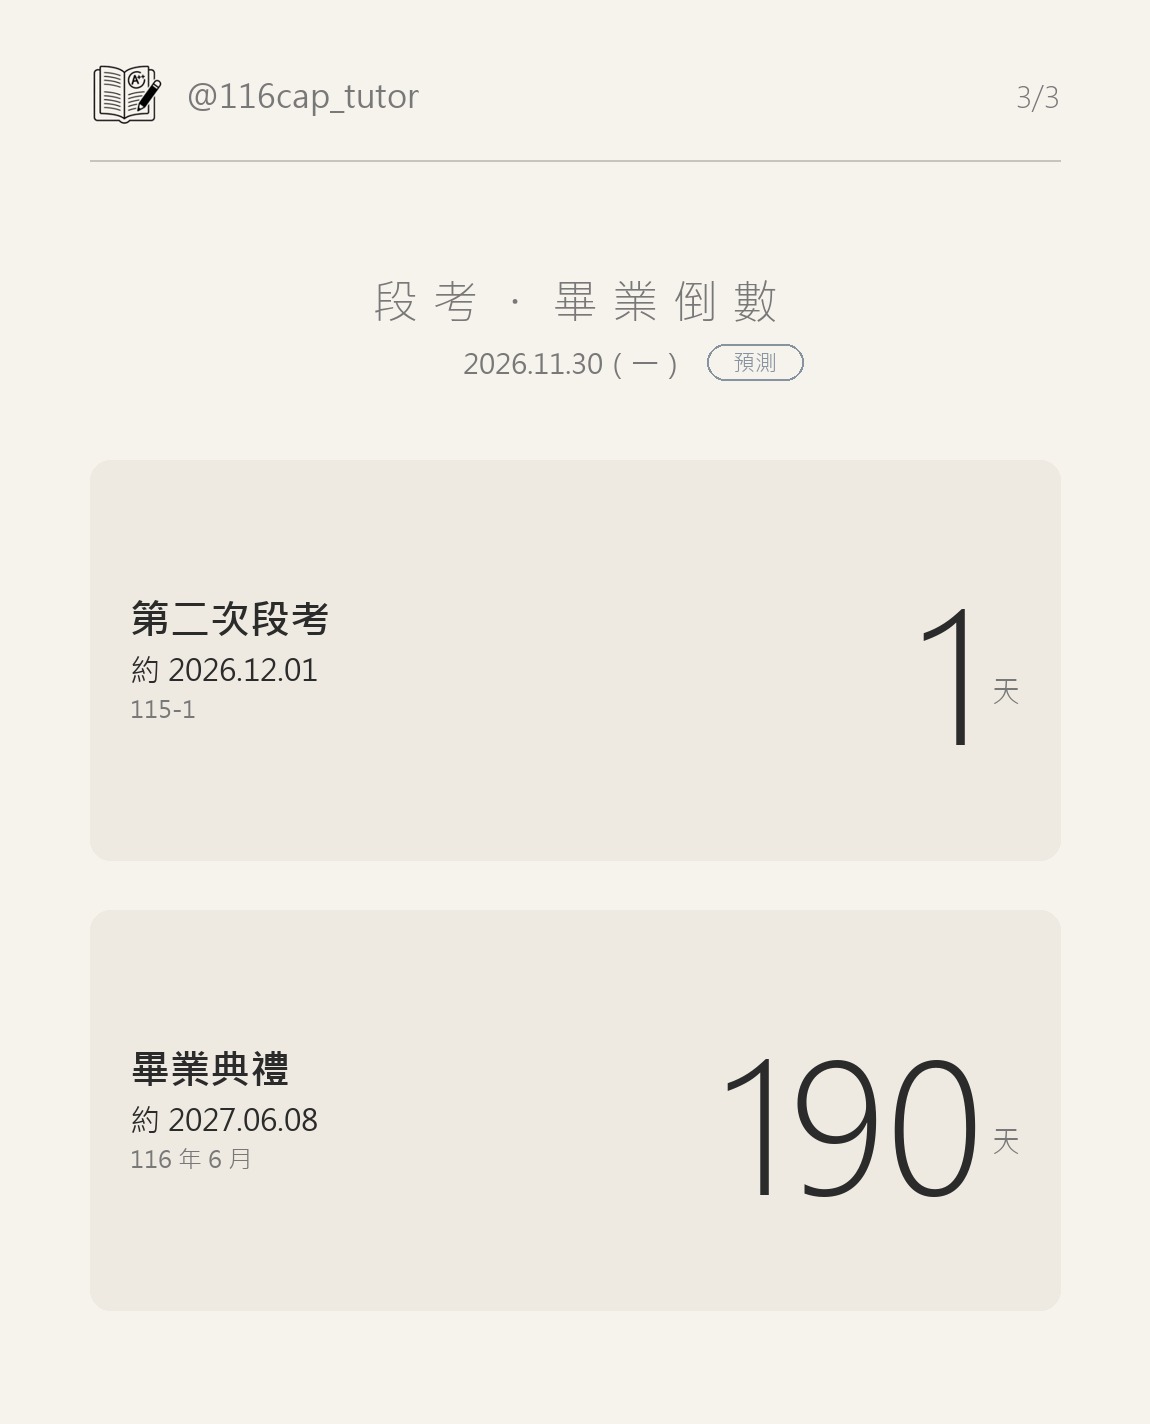 @116cap_tutor
3/3
段考・畢業倒數
2026.11.30（一） 預測
第二次段考
約 2026.12.01
115-1
1 天
畢業典禮
約 2027.06.08
116 年 6 月
190 天